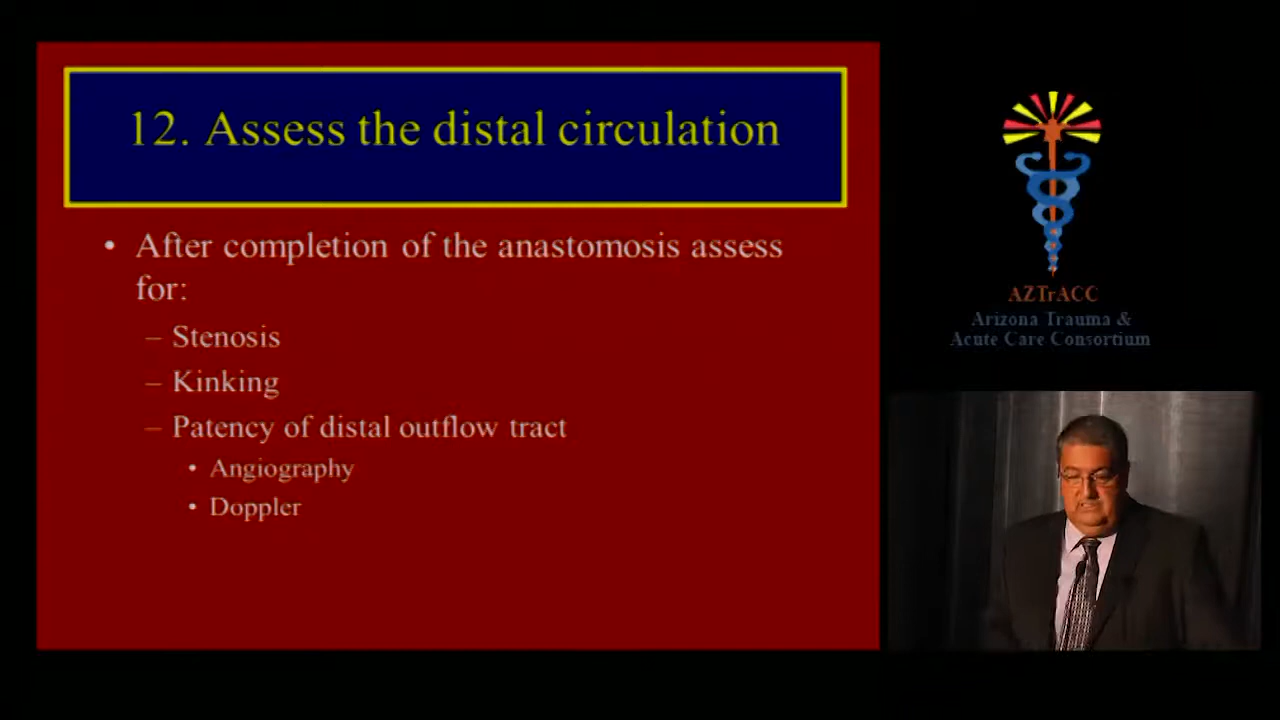 12. Assess the distal circulation
• After completion of the anastomosis assess
for:
– Stenosis
– Kinking
– Patency of distal outflow tract
• Angiography
• Doppler
AZTrACC
Arizona Trauma &
Acute Care Consortium